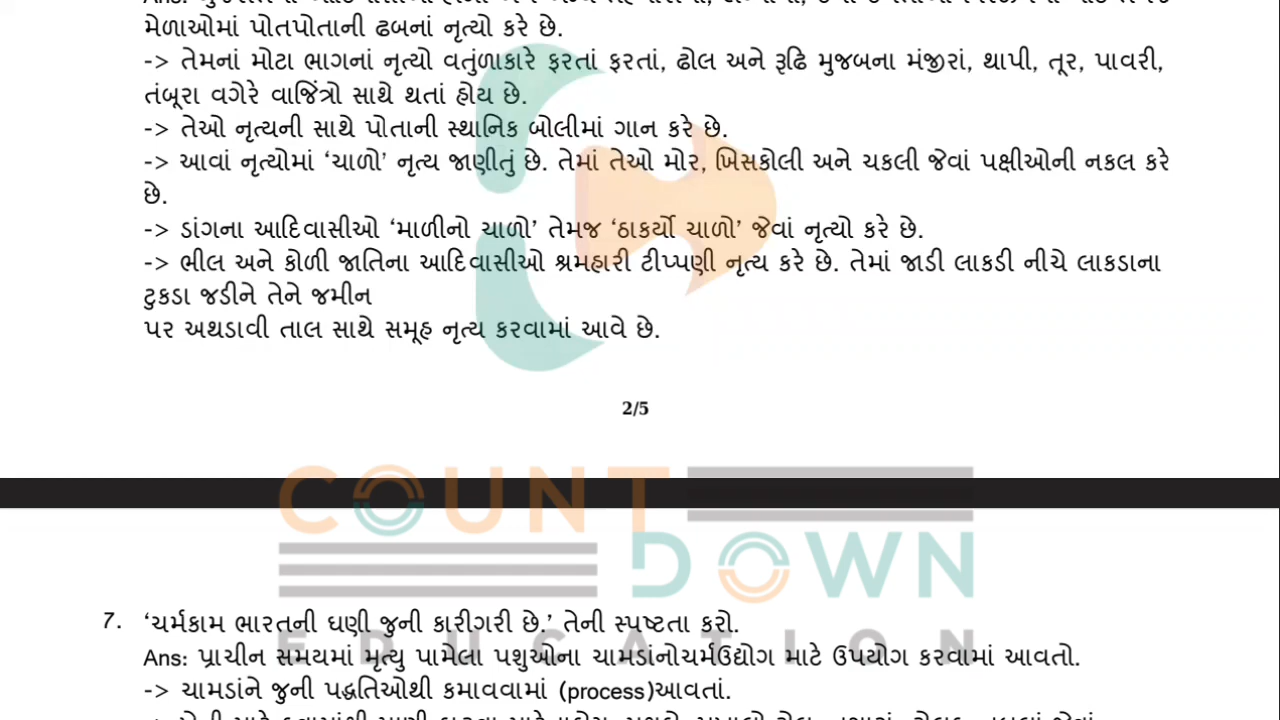 મેળાઓમાં પોતપોતાની ઢબનાં નૃત્યો કરે છે.
-> તેમનાં મોટા ભાગનાં નૃત્યો વતુંળાકારે ફરતાં ફરતાં, ઢોલ અને રૂઢિ મુજબના મંજીરાં, થાપી, તૂર, પાવરી,
તંબૂરા વગેરે વાજિંત્રો સાથે થતાં હોય છે.
-> તેઓ નૃત્યની સાથે પોતાની સ્થાનિક બોલીમાં ગાન કરે છે.
-> આવાં નૃત્યોમાં ‘ચાળો’ નૃત્ય જાણીતું છે. તેમાં તેઓ મોર, ખિસકોલી અને ચકલી જેવાં પક્ષીઓની નકલ કરે
છે.
-> ડાંગના આદિવાસીઓ ‘માળીનો ચાળો’ તેમજ ‘ઠાકર્યો ચાળો’ જેવાં નૃત્યો કરે છે.
-> ભીલ અને કોળી જાતિના આદિવાસીઓ શ્રમહારી ટીપ્પણી નૃત્ય કરે છે. તેમાં જાડી લાકડી નીચે લાકડાના
ટુકડા જડીને તેને જમીન
પર અથડાવી તાલ સાથે સમૂહ નૃત્ય કરવામાં આવે છે.
2/5
COUNT
DOWN
EDUCATION
7. ‘ચર્મકામ ભારતની ઘણી જુની કારીગરી છે.’ તેની સ્પષ્ટતા કરો.
Ans: પ્રાચીન સમયમાં મૃત્યુ પામેલા પશુઓના ચામડાંનોચર્મઉદ્યોગ માટે ઉપયોગ કરવામાં આવતો.
-> ચામડાંને જુની પદ્ધતિઓથી કમાવવામાં (process)આવતાં.